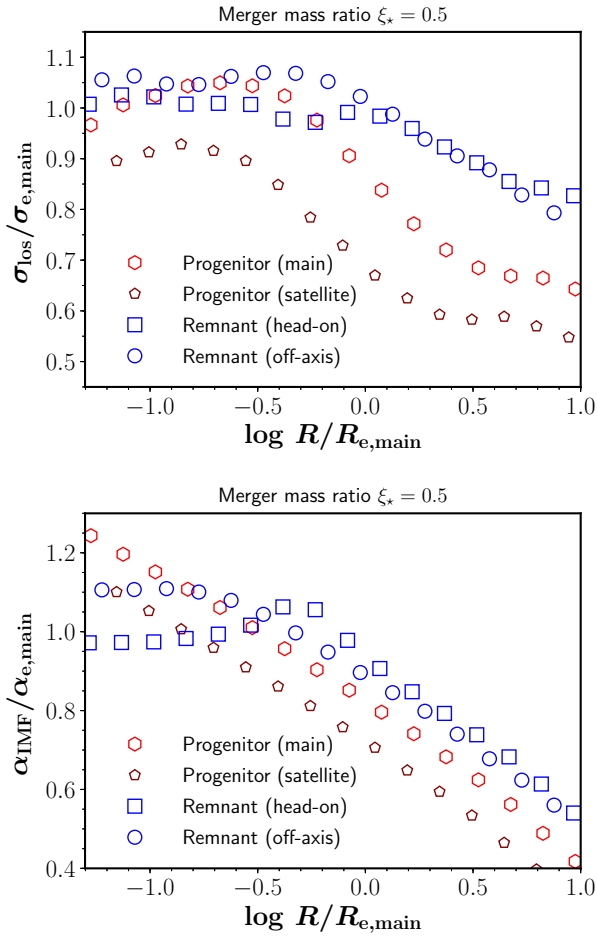 Merger mass ratio ξ⋆ = 0.5
1.1
1.0
0.9
0.8
0.7
0.6
0.5
σlos/σe,main
Progenitor (main)
Progenitor (satellite)
Remnant (head-on)
Remnant (off-axis)
−1.0 −0.5 0.0 0.5 1.0
log R/Re,main
Merger mass ratio ξ⋆ = 0.5
1.2
1.0
0.8
0.6
0.4
αIMF/αe,main
Progenitor (main)
Progenitor (satellite)
Remnant (head-on)
Remnant (off-axis)
−1.0 −0.5 0.0 0.5 1.0
log R/Re,main